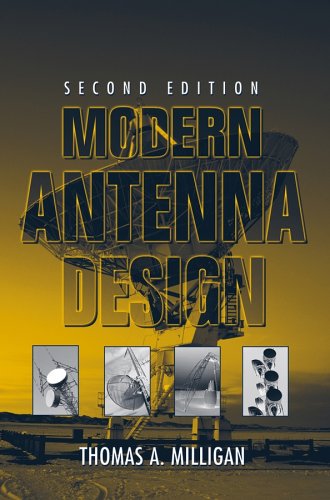 SECOND EDITION
MODERN
ANTENNA
DESIGN
THOMAS A. MILLIGAN